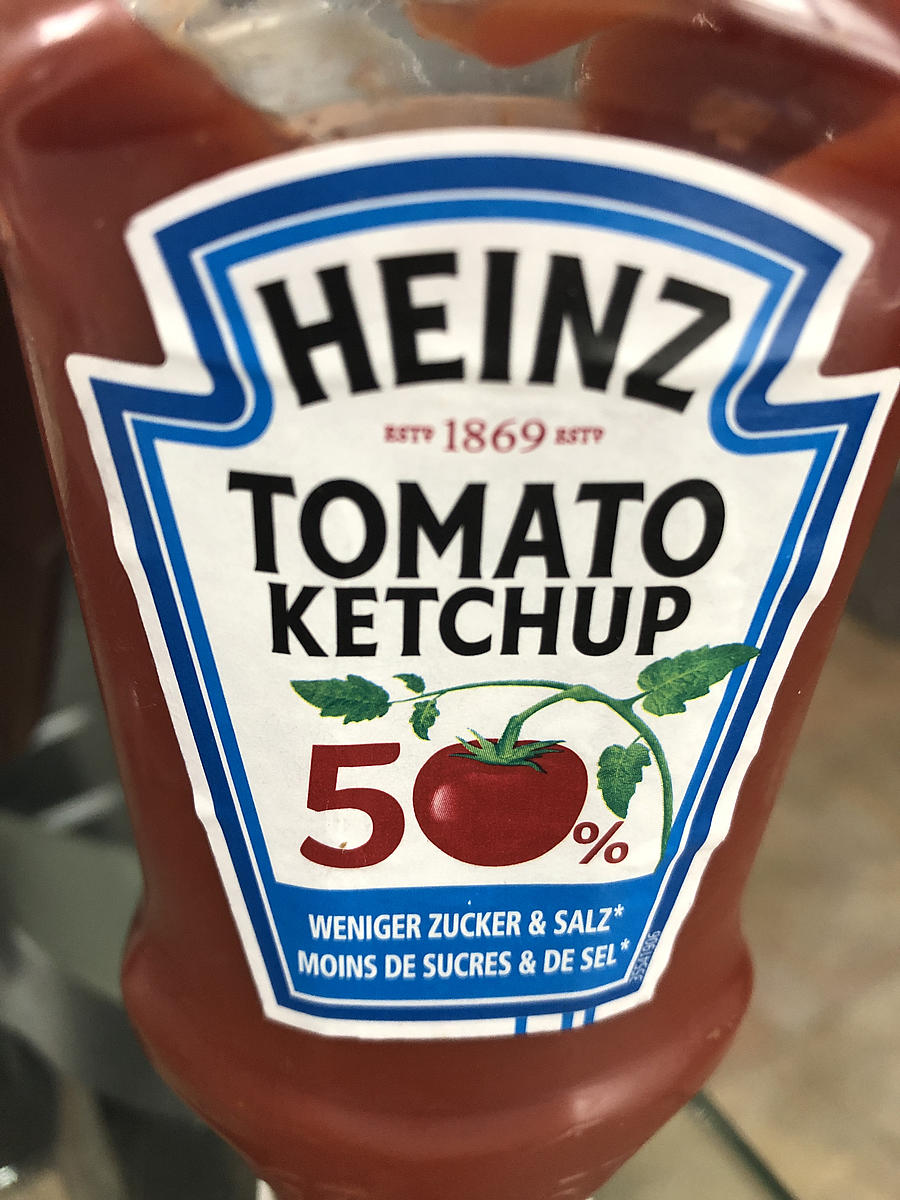 HEINZ
ESTD 1869 ESTD
TOMATO
KETCHUP
50%
WENIGER ZUCKER & SALZ*
MOINS DE SUCRES & DE SEL*